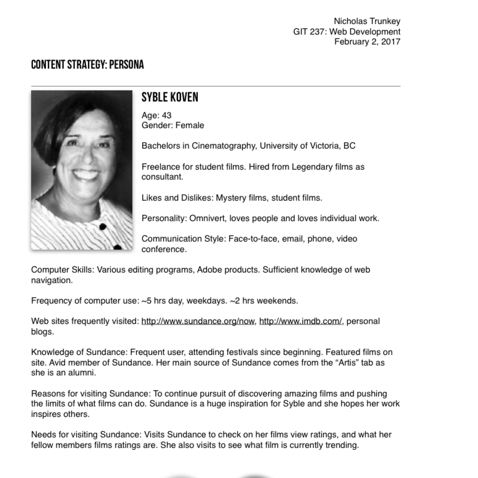 Nicholas Trunkey
GIT 237: Web Development
February 2, 2017
CONTENT STRATEGY: PERSONA
SYBLE KOVEN
Age: 43
Gender: Female
Bachelors in Cinematography, University of Victoria, BC
Freelance for student films. Hired from Legendary films as
consultant.
Likes and Dislikes: Mystery films, student films.
Personality: Omnivert, loves people and loves individual work.
Communication Style: Face-to-face, email, phone, video
conference.
Computer Skills: Various editing programs, Adobe products. Sufficient knowledge of web
navigation.
Frequency of computer use: ~5 hrs day, weekdays. ~2 hrs weekends.
Web sites frequently visited: http://www.sundance.org/now, http://www.imdb.com/, personal
blogs.
Knowledge of Sundance: Frequent user, attending festivals since beginning. Featured films on
site. Avid member of Sundance. Her main source of Sundance comes from the “Artis” tab as
she is an alumni.
Reasons for visiting Sundance: To continue pursuit of discovering amazing films and pushing
the limits of what films can do. Sundance is a huge inspiration for Syble and she hopes her work
inspires others.
Needs for visiting Sundance: Visits Sundance to check on her films view ratings, and what her
fellow members films ratings are. She also visits to see what film is currently trending.